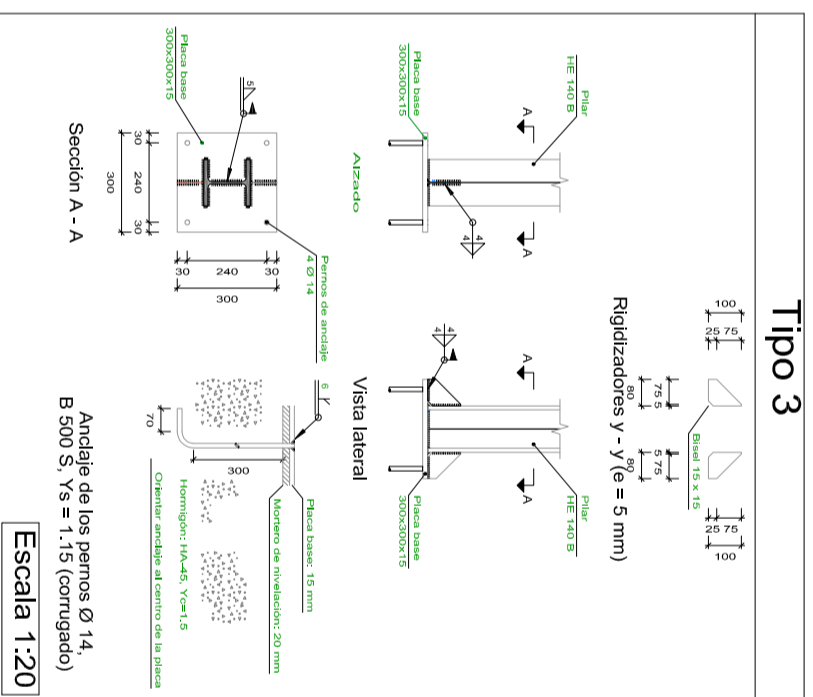 Tipo 3
100
25 75
75 5
80
5 75
80
25 75
100
Bisel 15 x 15
Rigidizadores y - y (e = 5 mm)
Pilar
HE 140 B
A
A
Placa base
300x300x15
4
4
Alzado
Pilar
HE 140 B
A
A
4
4
Placa base
300x300x15
Vista lateral
Placa base
300x300x15
5
30
240
30
300
30
240
30
300
Pernos de anclaje
4 Ø 14
Sección A - A
6
Placa base: 15 mm
Mortero de nivelación: 20 mm
300
Hormigón: HA-45, Yc=1.5
70
Orientar anclaje al centro de la placa
Anclaje de los pernos Ø 14,
B 500 S, Ys = 1.15 (corrugado)
Escala 1:20